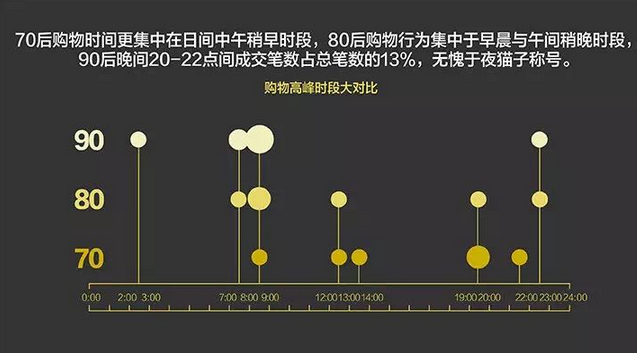 70后购物时间更集中在日间中午稍早时段，80后购物行为集中于早晨与午间稍晚时段，
90后晚间20-22点间成交笔数占总笔数的13%，无愧于夜猫子称号。
购物高峰时段大对比
90
80
70
0:00 2:00 3:00 7:00 8:00 9:00 12:00 13:00 14:00 19:00 20:00 22:00 23:00 24:00